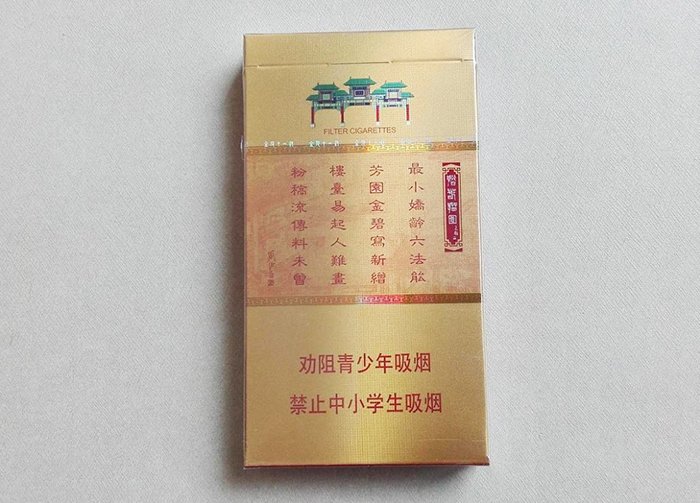 FILTER CIGARETTES
最小嬌齡六法能
芳園金碧寫新繒
樓臺易起人難畫
粉檮流傳料未曾
劝阻青少年吸烟
禁止中小学生吸烟